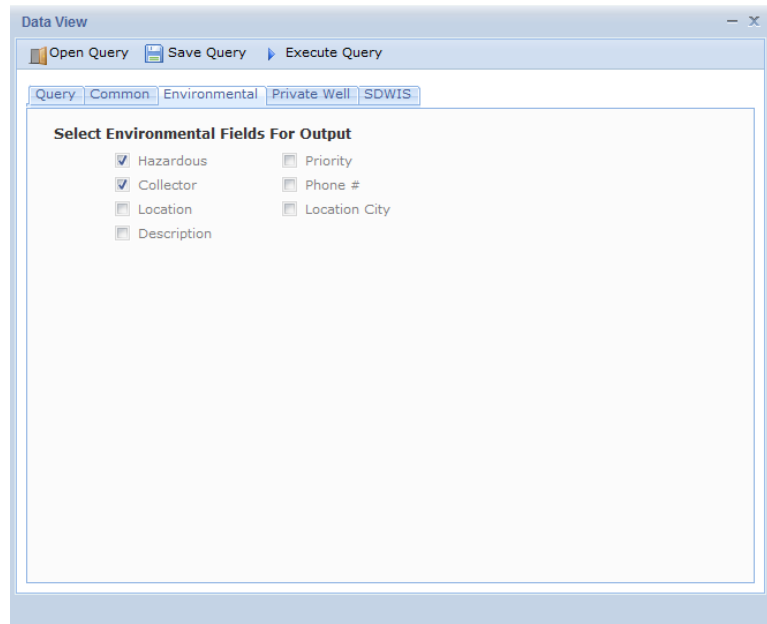 Data View
Open Query Save Query Execute Query
Query Common Environmental Private Well SDWIS
Select Environmental Fields For Output
Hazardous Priority
Collector Phone #
Location Location City
Description